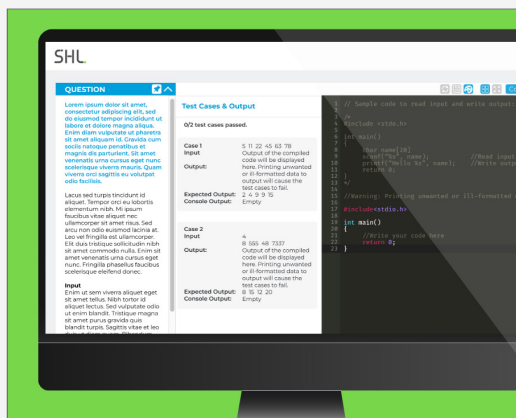 SHL.
QUESTION
Lorem ipsum dolor sit amet,
consectetur adipiscing elit, sed
do eiusmod tempor incididunt ut
labore et dolore magna aliqua.
Enim diam vulputate ut pharetra
sit amet aliquam id. Gravida cum
sociis natoque penatibus et
magnis dis parturient. Sit amet
venenatis urna cursus eget nunc
scelerisque viverra mauris. Quam
viverra orci sagittis eu volutpat
odio facilisis.
Lacus sed turpis tincidunt id
aliquet. Tempor orci eu lobortis
elementum nibh. Mi ipsum
faucibus vitae aliquet nec
ullamcorper sit amet risus. Sed
arcu non odio euismod lacinia at.
Leo vel fringilla est ullamcorper.
Elit duis tristique sollicitudin nibh
sit amet commodo nulla. Enim sit
amet venenatis urna cursus eget
nunc. Fringilla phasellus faucibus
scelerisque eleifend donec.
Input
Enim ut sem viverra aliquet eget
sit amet tellus. Nibh tortor id
aliquet lectus. Sed vulputate odio
ut enim blandit. Tristique magna
sit amet purus gravida quis
blandit turpis. Sagittis vitae et leo
Test Cases & Output
0/2 test cases passed.
Case 1
Input 5 11 22 45 63 78
Output: Output of the compiled
code will be displayed
here. Printing unwanted
or ill-formatted data to
output will cause the
test cases to fail.
Expected Output: 2 4 9 9 15
Console Output: Empty
Case 2
Input 4
8 555 48 7337
Output: Output of the compiled
code will be displayed
here. Printing unwanted
or ill-formatted data to
output will cause the
test cases to fail.
Expected Output: 8 15 12 20
Console Output: Empty
Co
1 // Sample code to read input and write output:
2
3 /*
4 #include <stdio.h>
5
6 int main()
7 {
8 char name[20]
9 scanf("%s", name); //Read input
10 printf("Hello %s", name); //Write outpu
11 return 0;
12 }
13 */
14
15 //Warning: Printing unwanted or ill-formatted
16
17 #include<stdio.h>
18
19 int main()
20 {
21 //Write your code here
22 return 0;
23 }